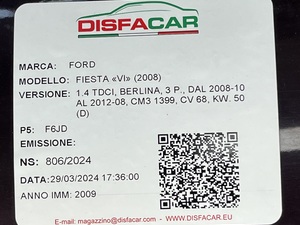 DISFACAR
MARCA: FORD
MODELLO: FIESTA «VI» (2008)
VERSIONE: 1.4 TDCI, BERLINA, 3 P., DAL 2008-10
AL 2012-08, CM3 1399, CV 68, KW. 50
(D)
P5: F6JD
EMISSIONE:
NS: 806/2024
DATA: 29/03/2024 17:36:00
ANNO IMM: 2009
E-mail: magazzino@disfacar.eu WWW.DISFACAR.EU